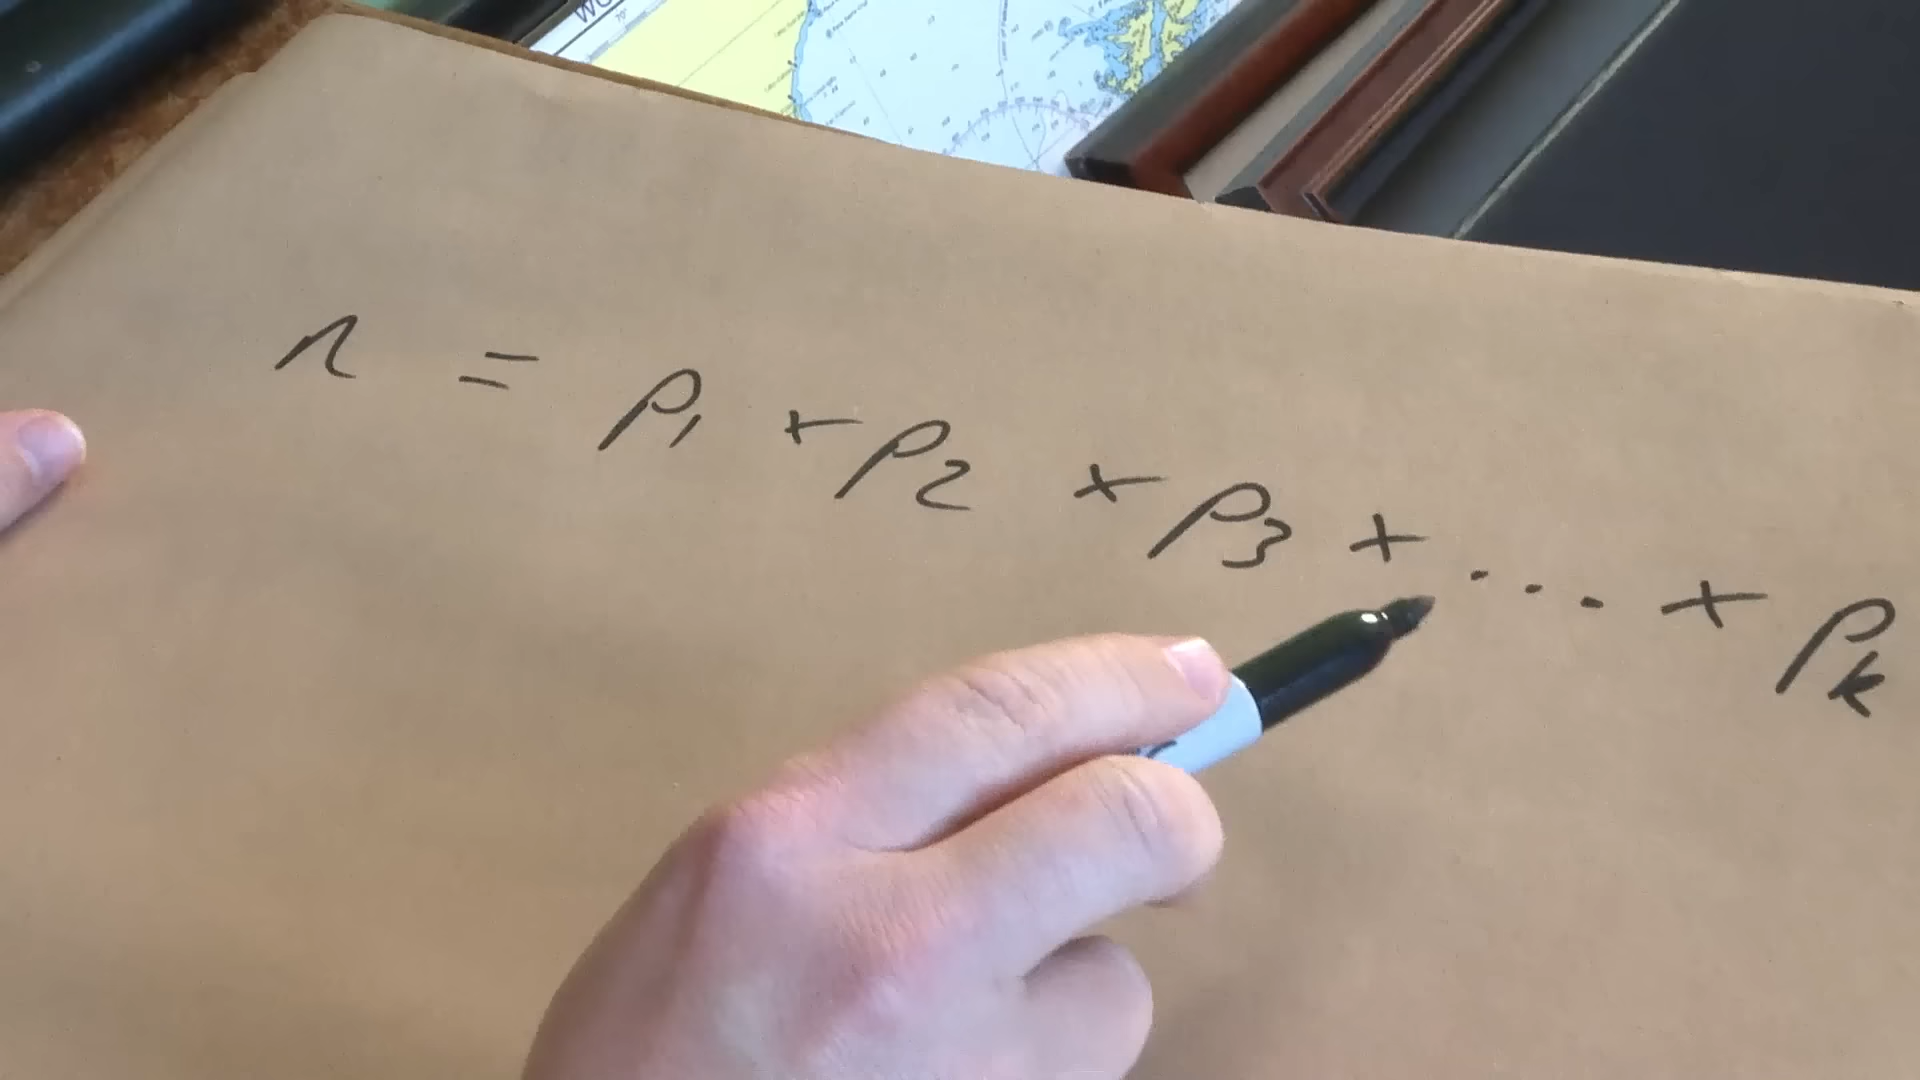 n = p₁ × p₂ × p₃ × ... × pₖ